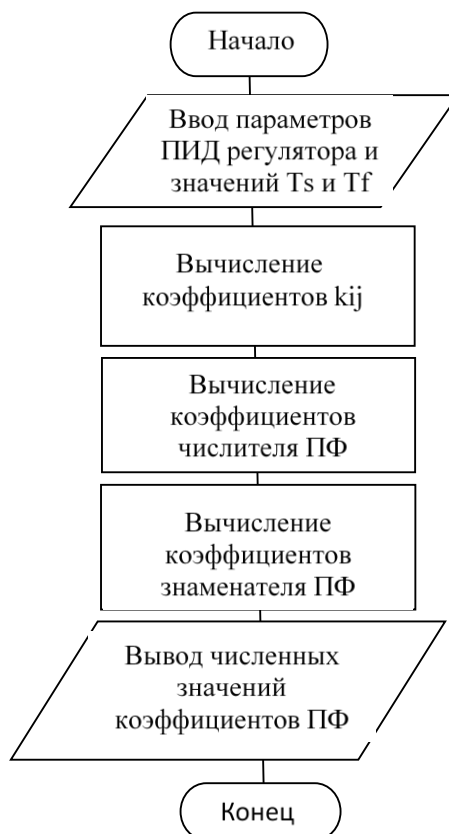 Начало
Ввод параметров
ПИД регулятора и
значений Ts и Tf
Вычисление
коэффициентов kij
Вычисление
коэффициентов
числителя ПФ
Вычисление
коэффициентов
знаменателя ПФ
Вывод численных
значений
коэффициентов ПФ
Конец